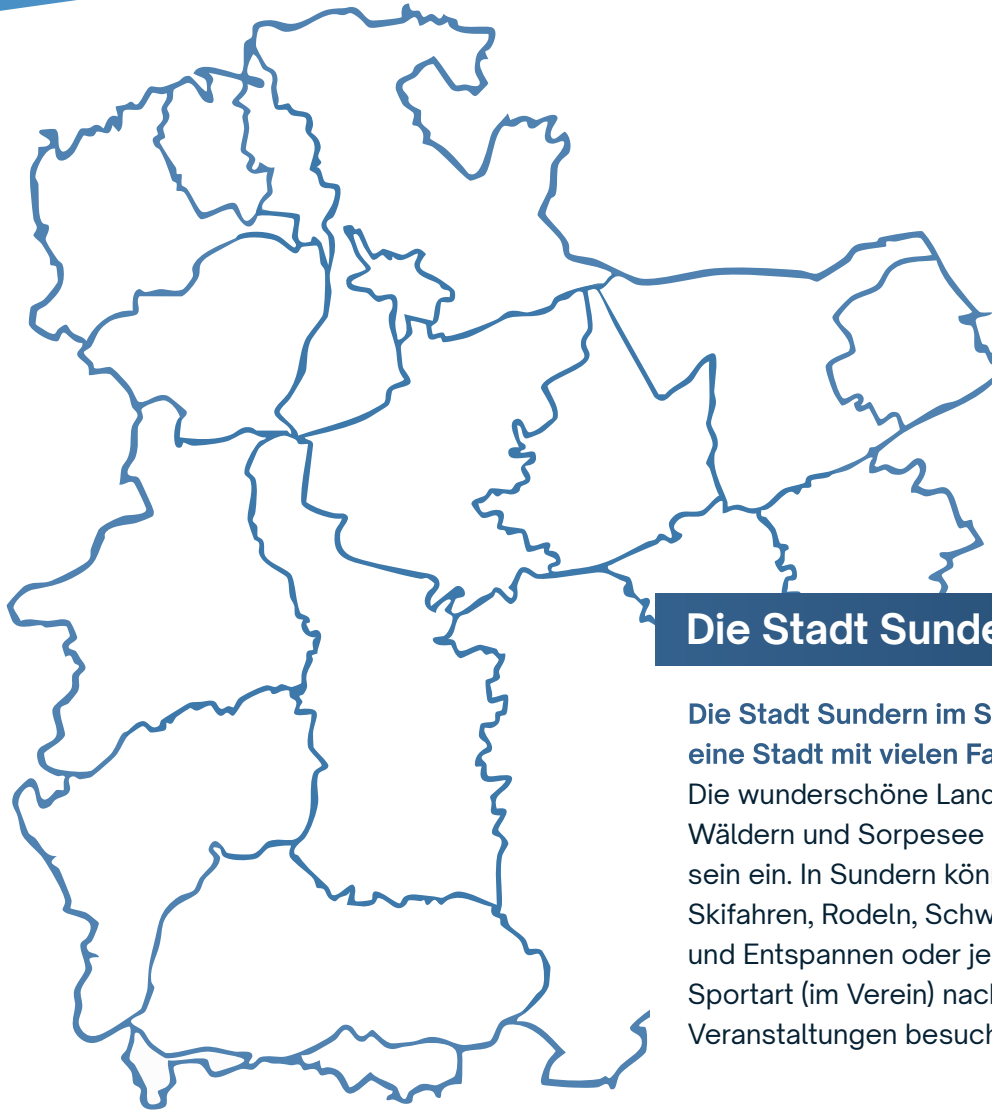 Die Stadt Sunde
Die Stadt Sundern im S
eine Stadt mit vielen Fa
Die wunderschöne Land
Wäldern und Sorpesee
sein ein. In Sundern kön
Skifahren, Rodeln, Schw
und Entspannen oder je
Sportart (im Verein) nac
Veranstaltungen besuch